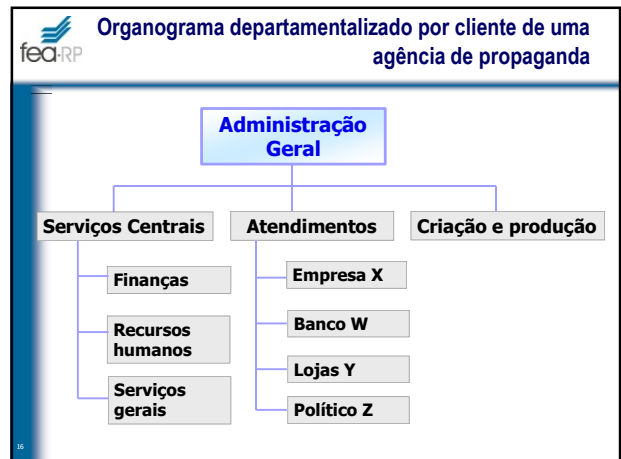 Organograma departamentalizado por cliente de uma
agência de propaganda
fea-RP
Administração
Geral
Serviços Centrais
Atendimentos
Criação e produção
Finanças
Recursos
humanos
Serviços
gerais
Empresa X
Banco W
Lojas Y
Político Z
16